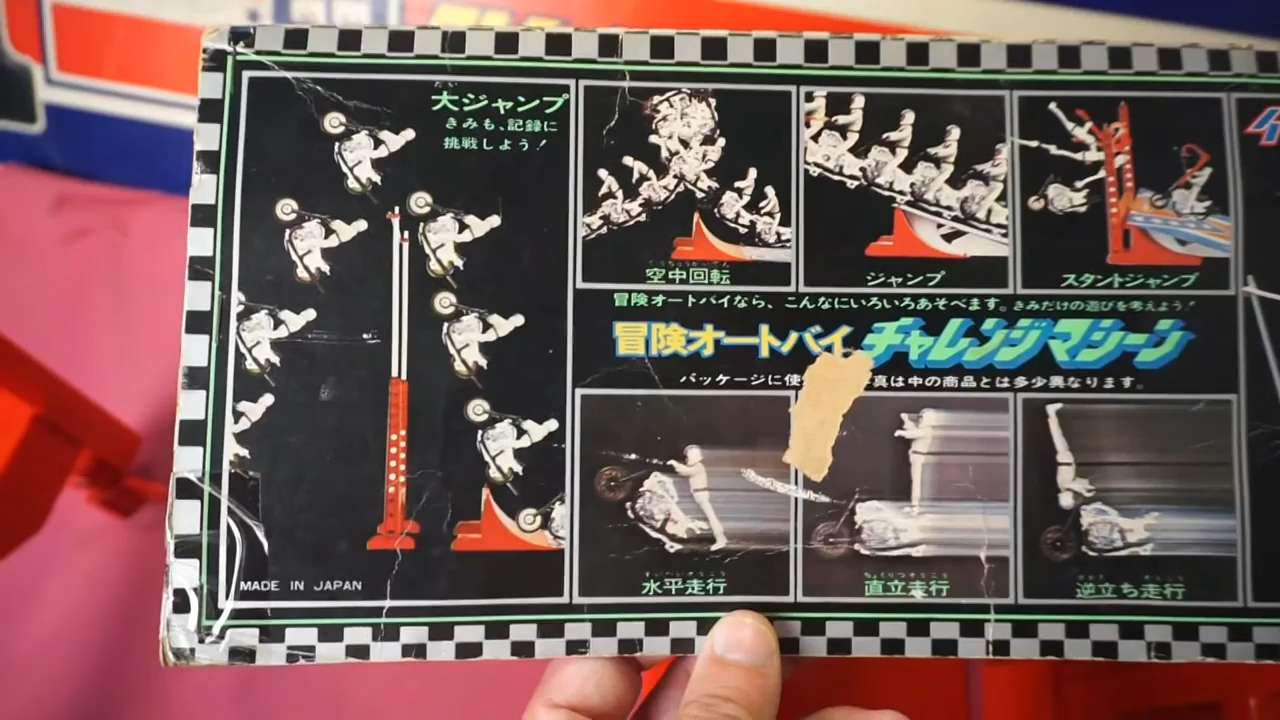 大ジャンプ
きみも、記録に
挑戦しよう!
空中回転
ジャンプ
スタントジャンプ
冒険オートバイなら、こんなにいろいろあそべます。きみだけの遊びを考えよう!
冒険オートバイ チャレンジマシーン
パッケージに使 真は中の商品とは多少異なります。
水平走行
直立走行
逆立ち走行
MADE IN JAPAN